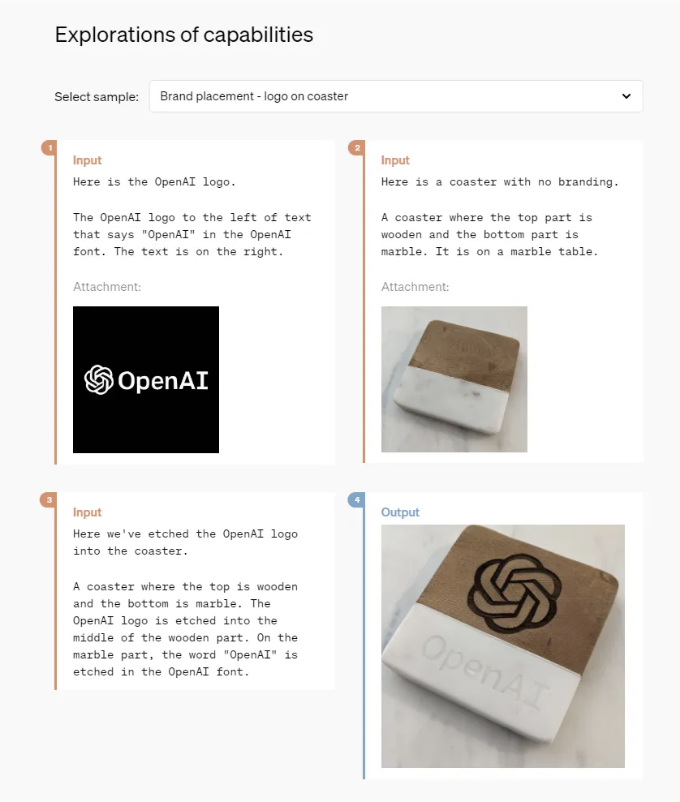 Explorations of capabilities
Select sample: Brand placement - logo on coaster
1
Input
Here is the OpenAI logo.
The OpenAI logo to the left of text
that says "OpenAI" in the OpenAI
font. The text is on the right.
Attachment:
OpenAI
2
Input
Here is a coaster with no branding.
A coaster where the top part is
wooden and the bottom part is
marble. It is on a marble table.
Attachment:
3
Input
Here we've etched the OpenAI logo
into the coaster.
A coaster where the top is wooden
and the bottom is marble. The
OpenAI logo is etched into the
middle of the wooden part. On the
marble part, the word "OpenAI" is
etched in the OpenAI font.
4
Output
OpenAI